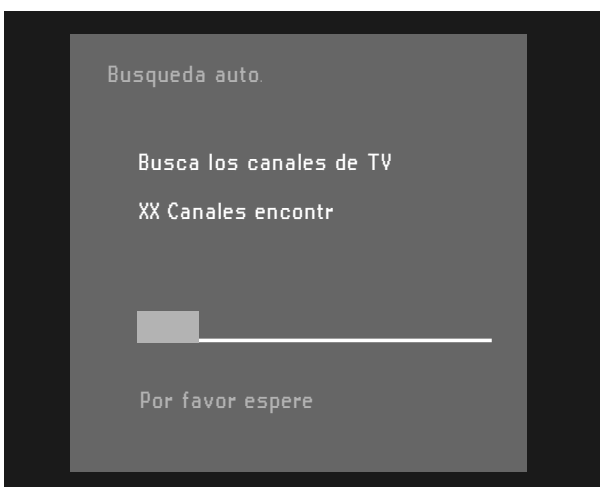 Busqueda auto.
Busca los canales de TV
XX Canales encontr
Por favor espere